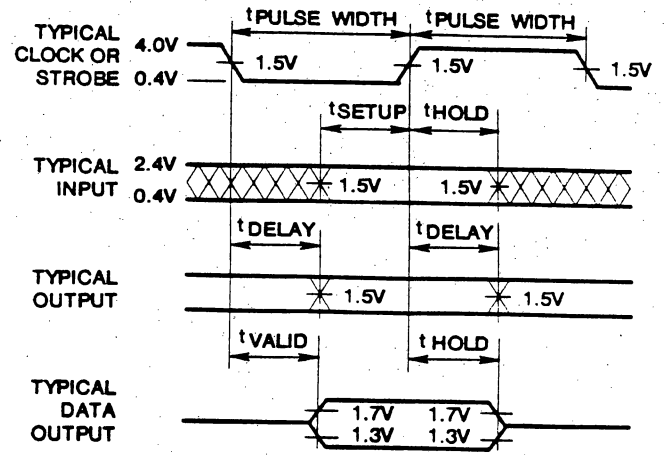 tPULSE WIDTH tPULSE WIDTH
TYPICAL CLOCK OR STROBE
4.0V
0.4V
1.5V 1.5V 1.5V
tSETUP tHOLD
TYPICAL INPUT
2.4V
0.4V
1.5V 1.5V
tDELAY tDELAY
TYPICAL OUTPUT
1.5V 1.5V
tVALID tHOLD
TYPICAL DATA OUTPUT
1.7V 1.7V
1.3V 1.3V